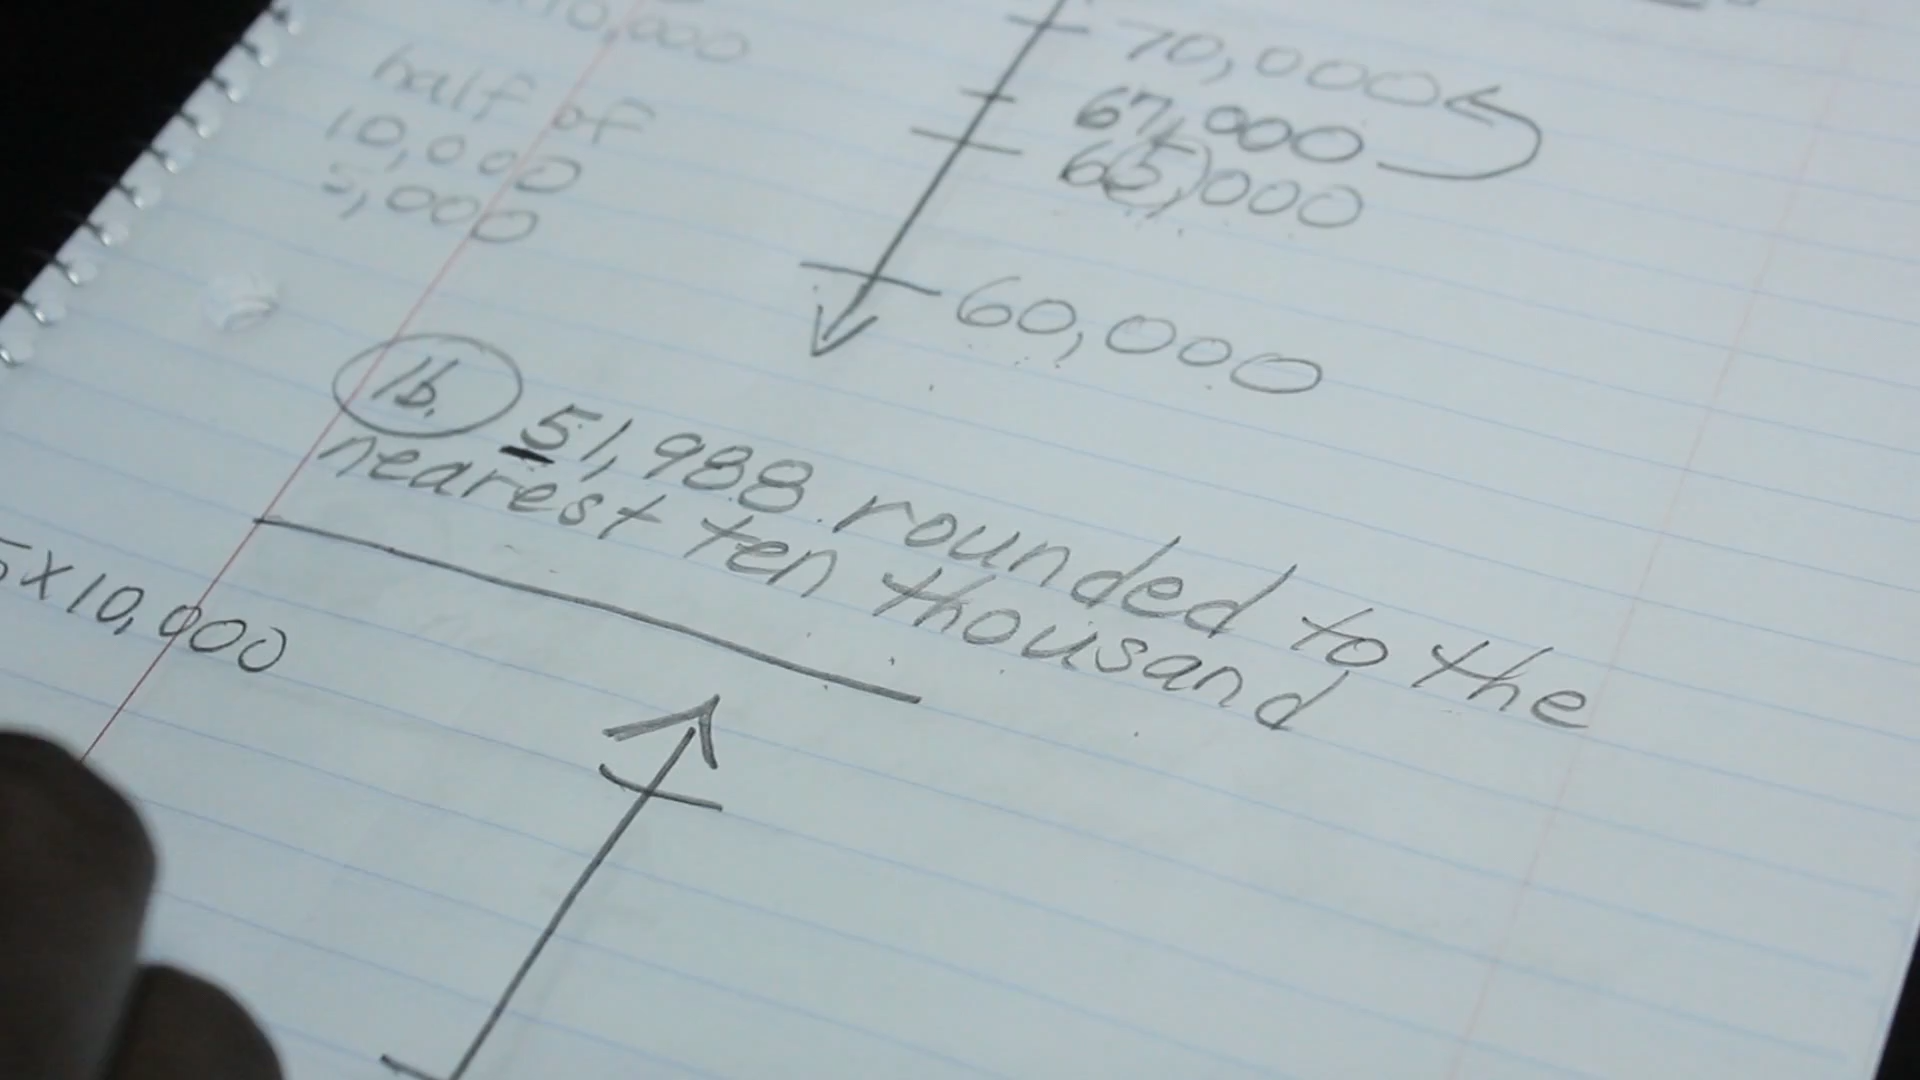 10,000
half of
10,000
5,000
70,000
67,000
65,000
60,000
1b. 51,988 rounded to the
nearest ten thousand
5x10,000